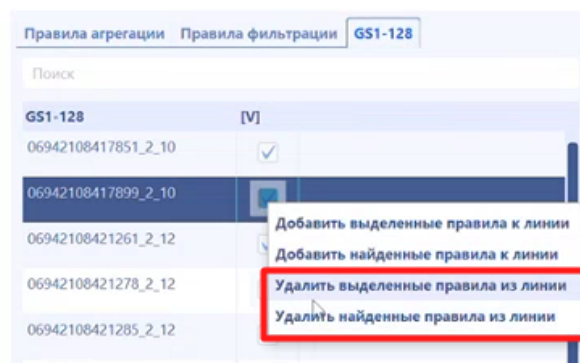 Правила агрегации Правила фильтрации GS1-128
Поиск
GS1-128 [V]
06942108417851_2_10
06942108417899_2_10
Добавить выделенные правила к линии
06942108421261_2_12
Добавить найденные правила к линии
06942108421278_2_12
Удалить выделенные правила из линии
Удалить найденные правила из линии
06942108421285_2_12